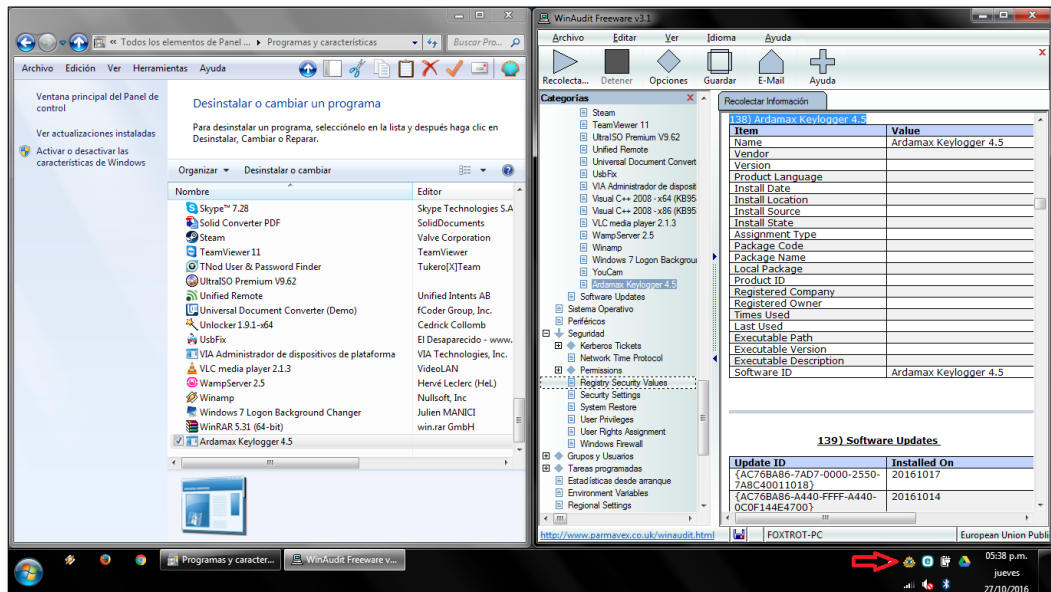 « Todos los elementos de Panel ... ▸ Programas y características
Buscar Pro...
Archivo Edición Ver Herramientas Ayuda
Ventana principal del Panel de control
Ver actualizaciones instaladas
Activar o desactivar las características de Windows
Desinstalar o cambiar un programa
Para desinstalar un programa, selecciónelo en la lista y después haga clic en
Desinstalar, Cambiar o Reparar.
Organizar Desinstalar o cambiar
Nombre Editor
Skype™ 7.28 Skype Technologies S.A
Solid Converter PDF SolidDocuments
Steam Valve Corporation
TeamViewer 11 TeamViewer
TNod User & Password Finder Tukero[X]Team
UltraISO Premium V9.62
Unified Remote Unified Intents AB
Universal Document Converter (Demo) fCoder Group, Inc.
Unlocker 1.9.1-x64 Cedrick Collomb
UsbFix El Desaparecido - www.
VIA Administrador de dispositivos de plataforma VIA Technologies, Inc.
VLC media player 2.1.3 VideoLAN
WampServer 2.5 Hervé Leclerc (HeL)
Winamp Nullsoft, Inc
Windows 7 Logon Background Changer Julien MANICI
WinRAR 5.31 (64-bit) win.rar GmbH
Ardamax Keylogger 4.5
WinAudit Freeware v3.1
Archivo Editar Ver Idioma Ayuda
Recolecta... Detener Opciones Guardar E-Mail Ayuda
Categorías
Steam
TeamViewer 11
UltraISO Premium V9.62
Unified Remote
Universal Document Convert
UsbFix
VIA Administrador de disposit
Visual C++ 2008 - x64 (KB95
Visual C++ 2008 - x86 (KB95
VLC media player 2.1.3
WampServer 2.5
Winamp
Windows 7 Logon Backgrou
YouCam
Ardamax Keylogger 4.5
Software Updates
Sistema Operativo
Periféricos
Seguridad
Kerberos Tickets
Network Time Protocol
Permissions
Registry Security Values
Security Settings
System Restore
User Privileges
User Rights Assignment
Windows Firewall
Grupos y Usuarios
Tareas programadas
Estadísticas desde arranque
Environment Variables
Regional Settings
Recolectar Información
138) Ardamax Keylogger 4.5
Item Value
Name Ardamax Keylogger 4.5
Vendor
Version
Product Language
Install Date
Install Location
Install Source
Install State
Assignment Type
Package Code
Package Name
Local Package
Product ID
Registered Company
Registered Owner
Times Used
Last Used
Executable Path
Executable Version
Executable Description
Software ID Ardamax Keylogger 4.5
139) Software Updates
Update ID Installed On
{AC76BA86-7AD7-0000-2550-7A8C40011018} 20161017
{AC76BA86-A440-FFFF-A440-0C0F144E4700} 20161014
http://www.parmavex.co.uk/winaudit.html FOXTROT-PC European Union Publi
Programas y caracter... WinAudit Freeware v...
05:38 p.m.
jueves
27/10/2016